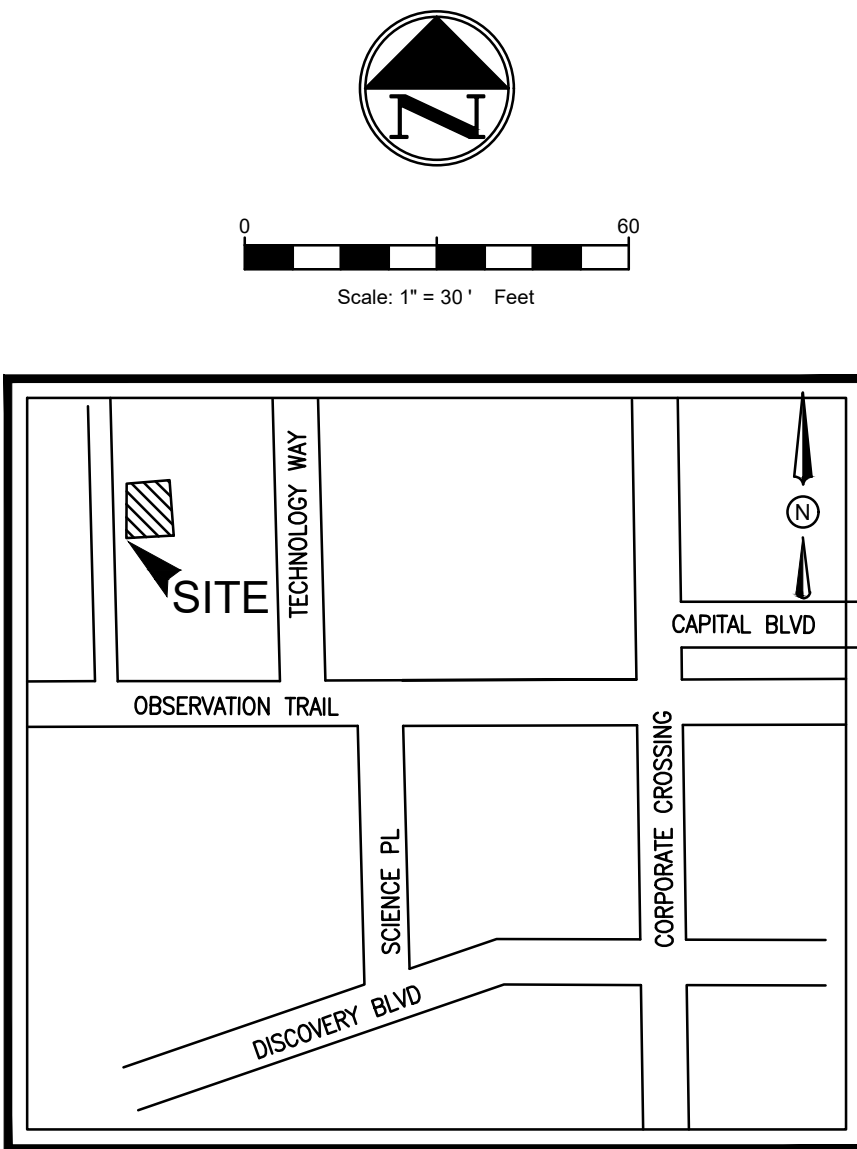 N
0 60
Scale: 1" = 30 ' Feet
TECHNOLOGY WAY
N
SITE
CAPITAL BLVD
OBSERVATION TRAIL
CORPORATE CROSSING
SCIENCE PL
DISCOVERY BLVD